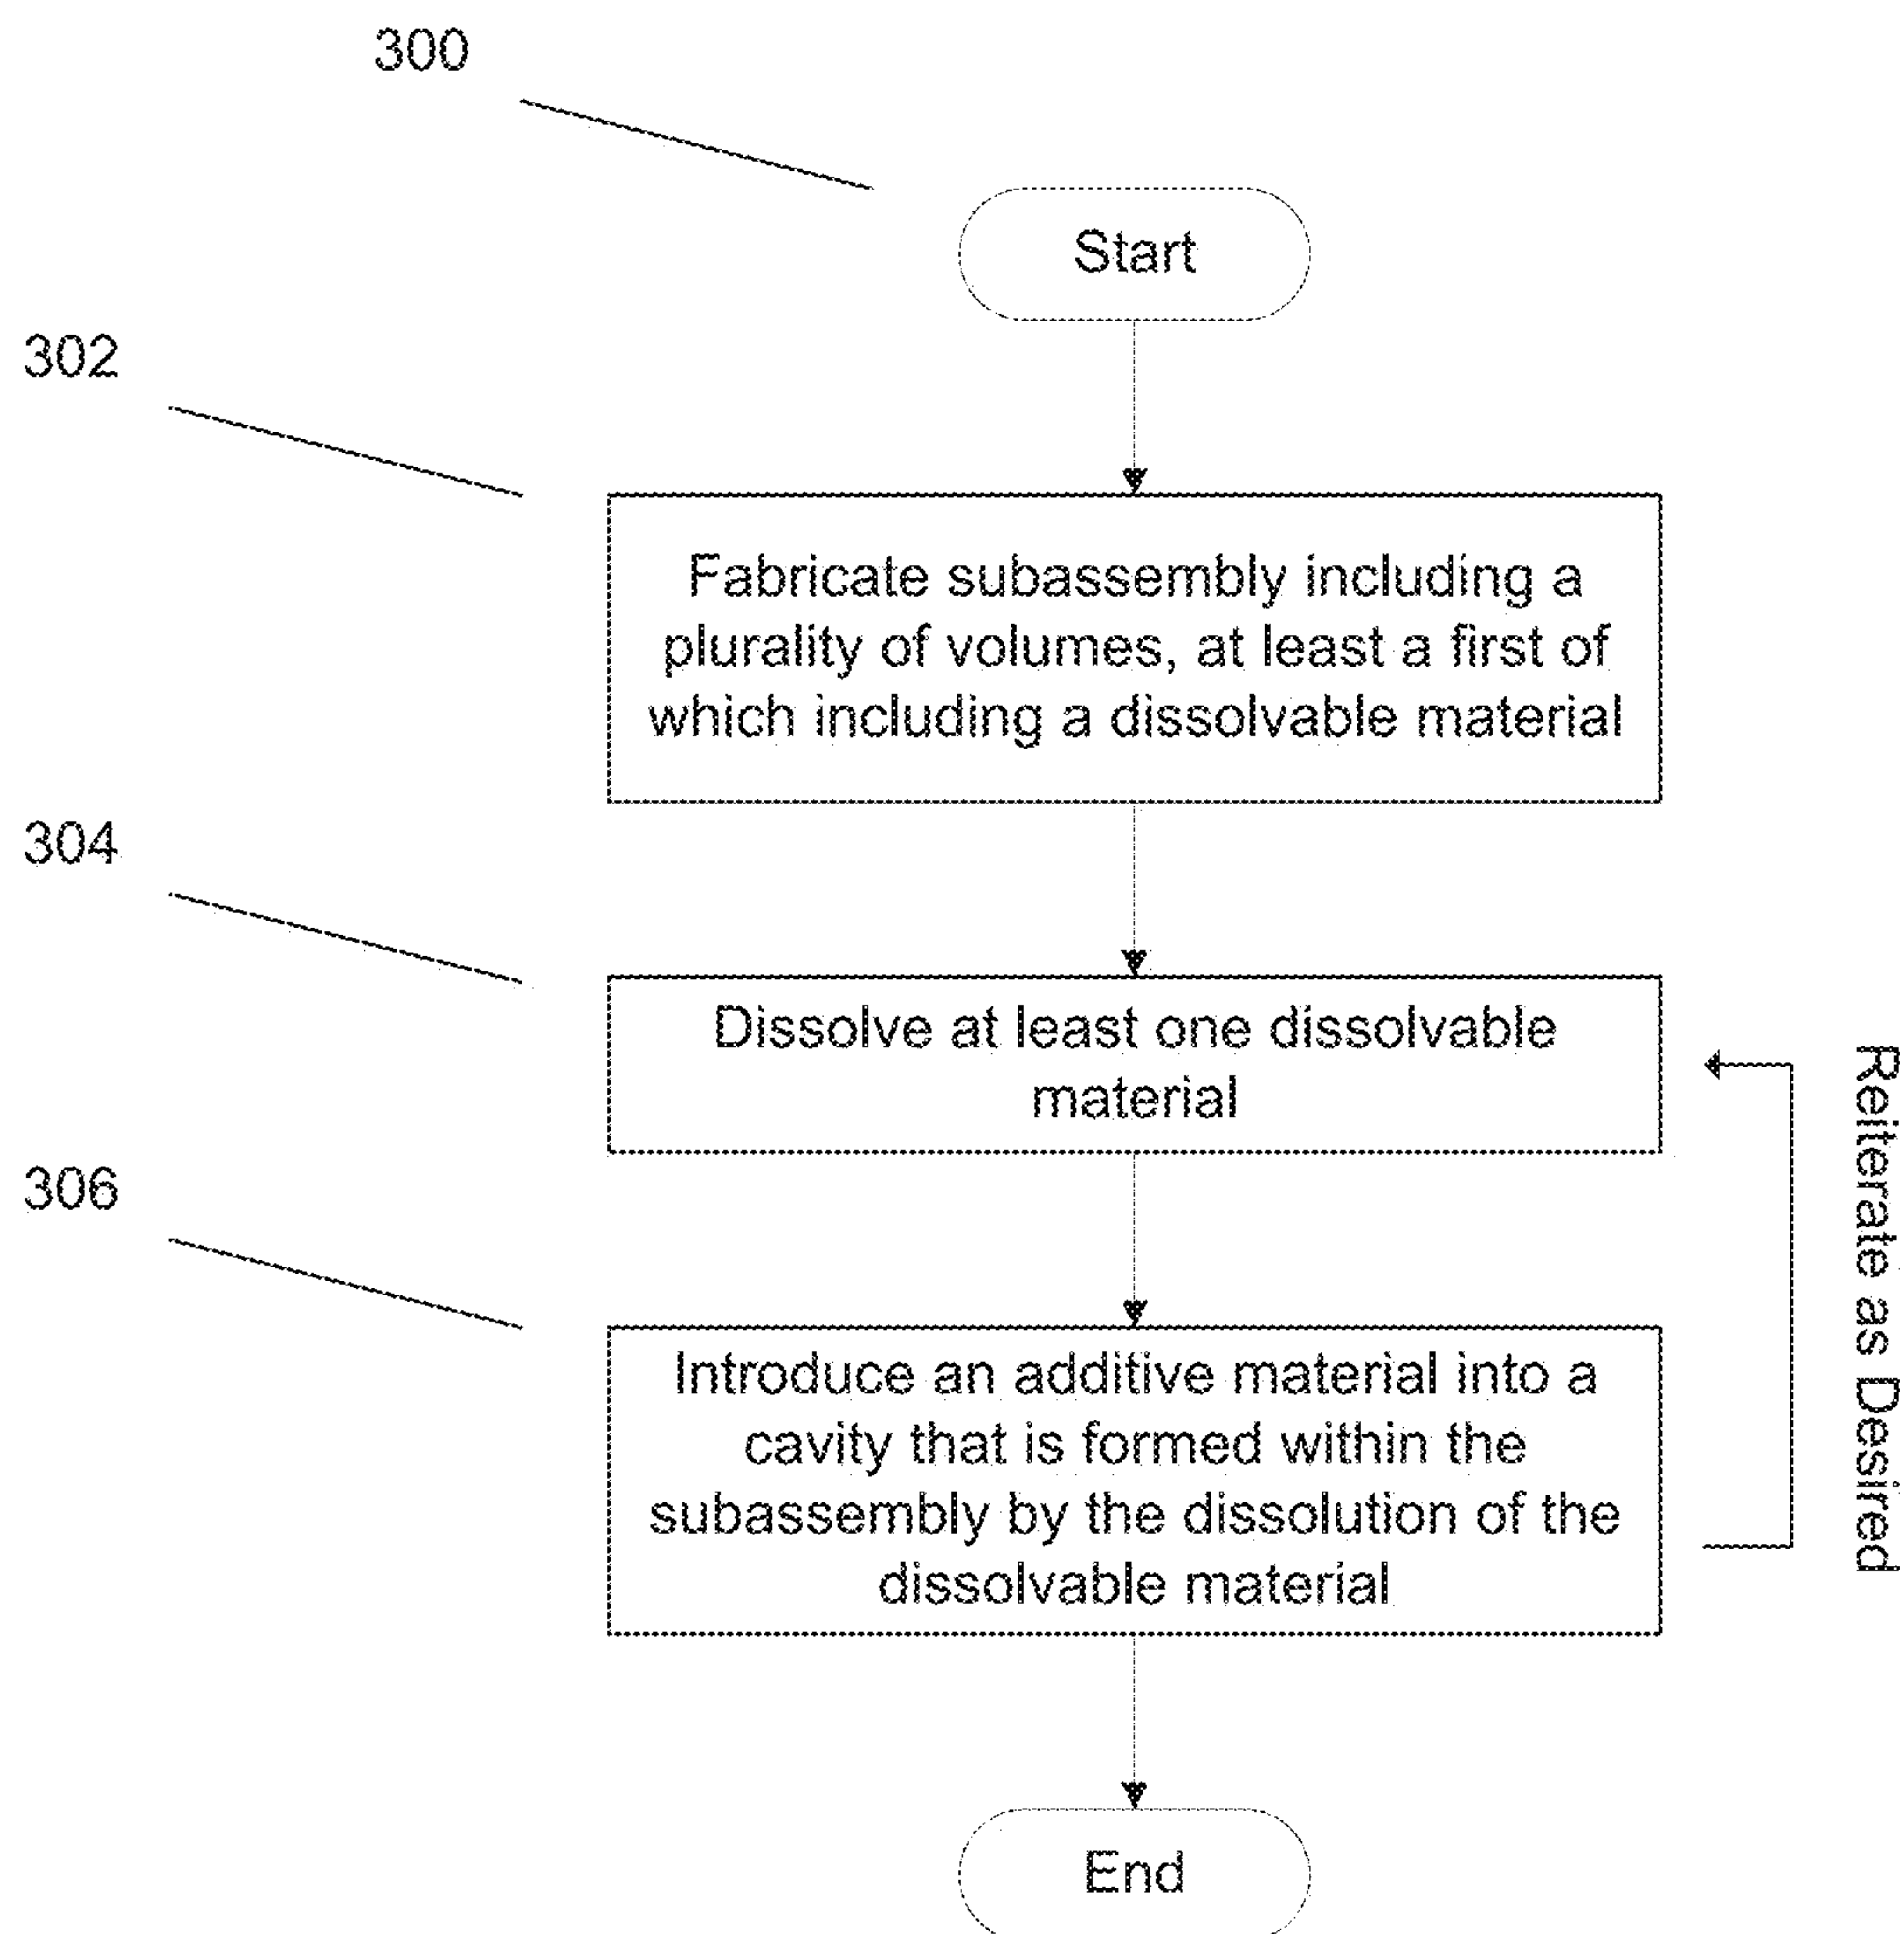 300
Start
302
Fabricate subassembly including a
plurality of volumes, at least a first of
which including a dissolvable material
304
Dissolve at least one dissolvable
material
306
Introduce an additive material into a
cavity that is formed within the
subassembly by the dissolution of the
dissolvable material
Reiterate as Desired
End